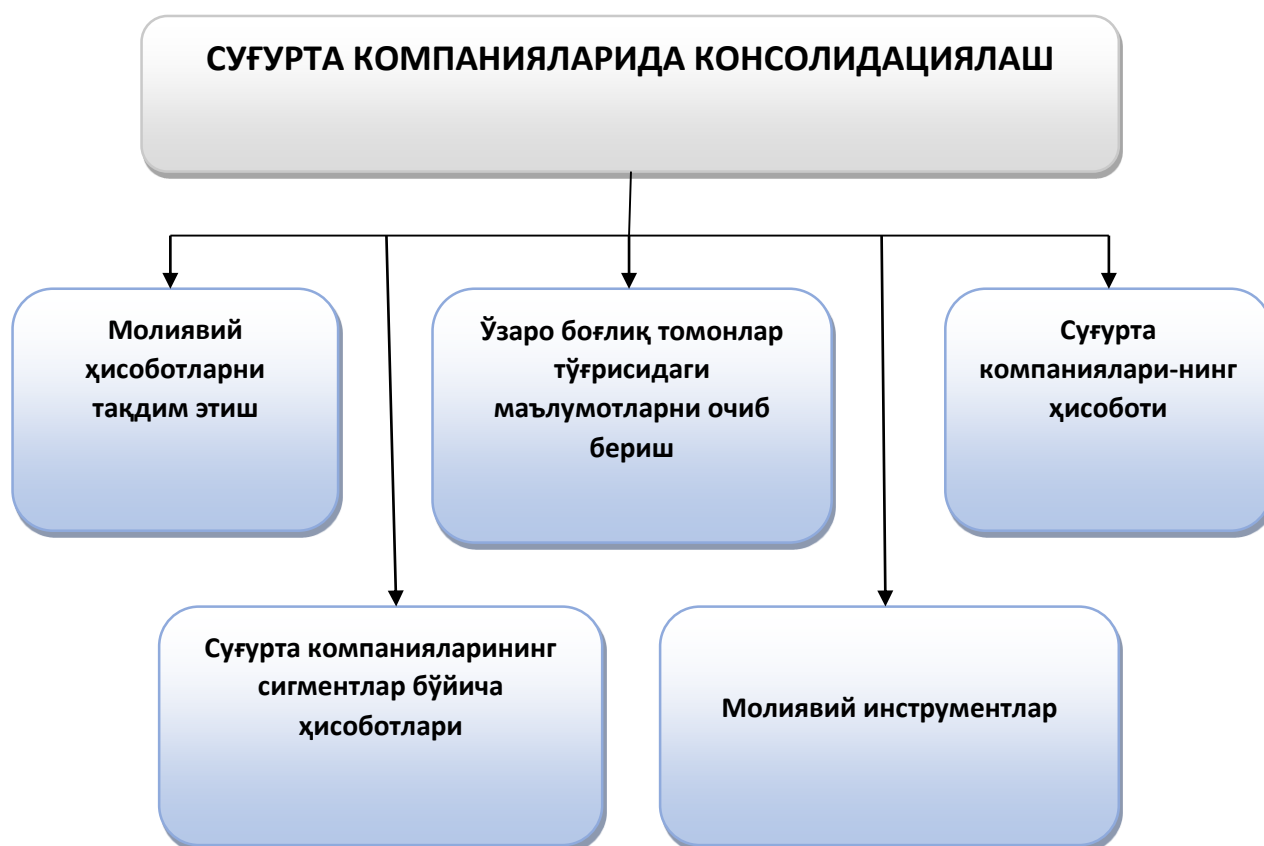 СУҒУРТА КОМПАНИЯЛАРИДА КОНСОЛИДАЦИЯЛАШ
Молиявий
ҳисоботларни
тақдим этиш
Ўзаро боғлиқ томонлар
тўғрисидаги
маълумотларни очиб
бериш
Суғурта
компаниялари-нинг
ҳисоботи
Суғурта компанияларининг
сигментлар бўйича
ҳисоботлари
Молиявий инструментлар